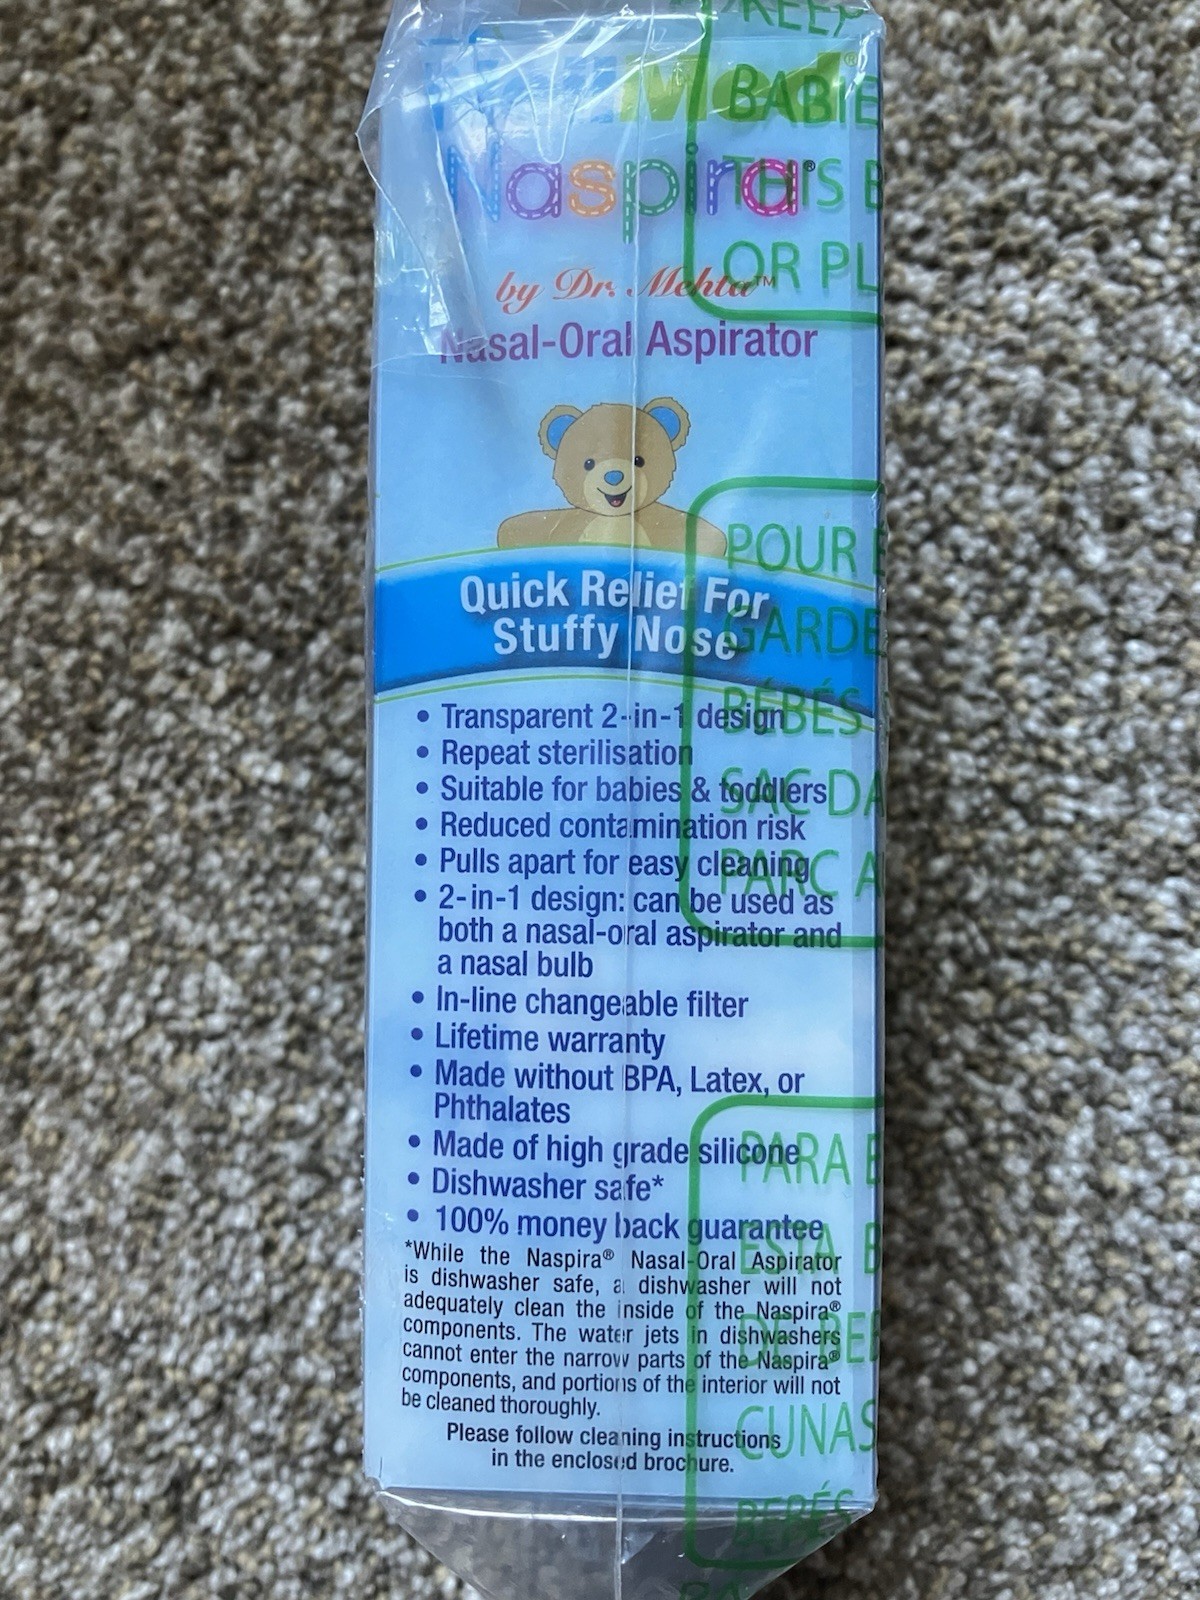 KEEP
BABIE
THIS B
OR PL
Med®
Naspira®
by Dr. Mehta™
Nasal-Oral Aspirator
Quick Relief For
Stuffy Nose
• Transparent 2-in-1 design
• Repeat sterilisation
• Suitable for babies & toddlers
• Reduced contamination risk
• Pulls apart for easy cleaning
• 2-in-1 design: can be used as
both a nasal-oral aspirator and
a nasal bulb
• In-line changeable filter
• Lifetime warranty
• Made without BPA, Latex, or
Phthalates
• Made of high grade silicone
• Dishwasher safe*
• 100% money back guarantee
*While the Naspira® Nasal-Oral Aspirator
is dishwasher safe, a dishwasher will not
adequately clean the inside of the Naspira®
components. The water jets in dishwashers
cannot enter the narrow parts of the Naspira®
components, and portions of the interior will not
be cleaned thoroughly.
Please follow cleaning instructions
in the enclosed brochure.
POUR
GARDE
BÉBÉS
SAC DA
PARC A
PARA E
ESTA B
DE BEB
CUNAS
BEBÉS